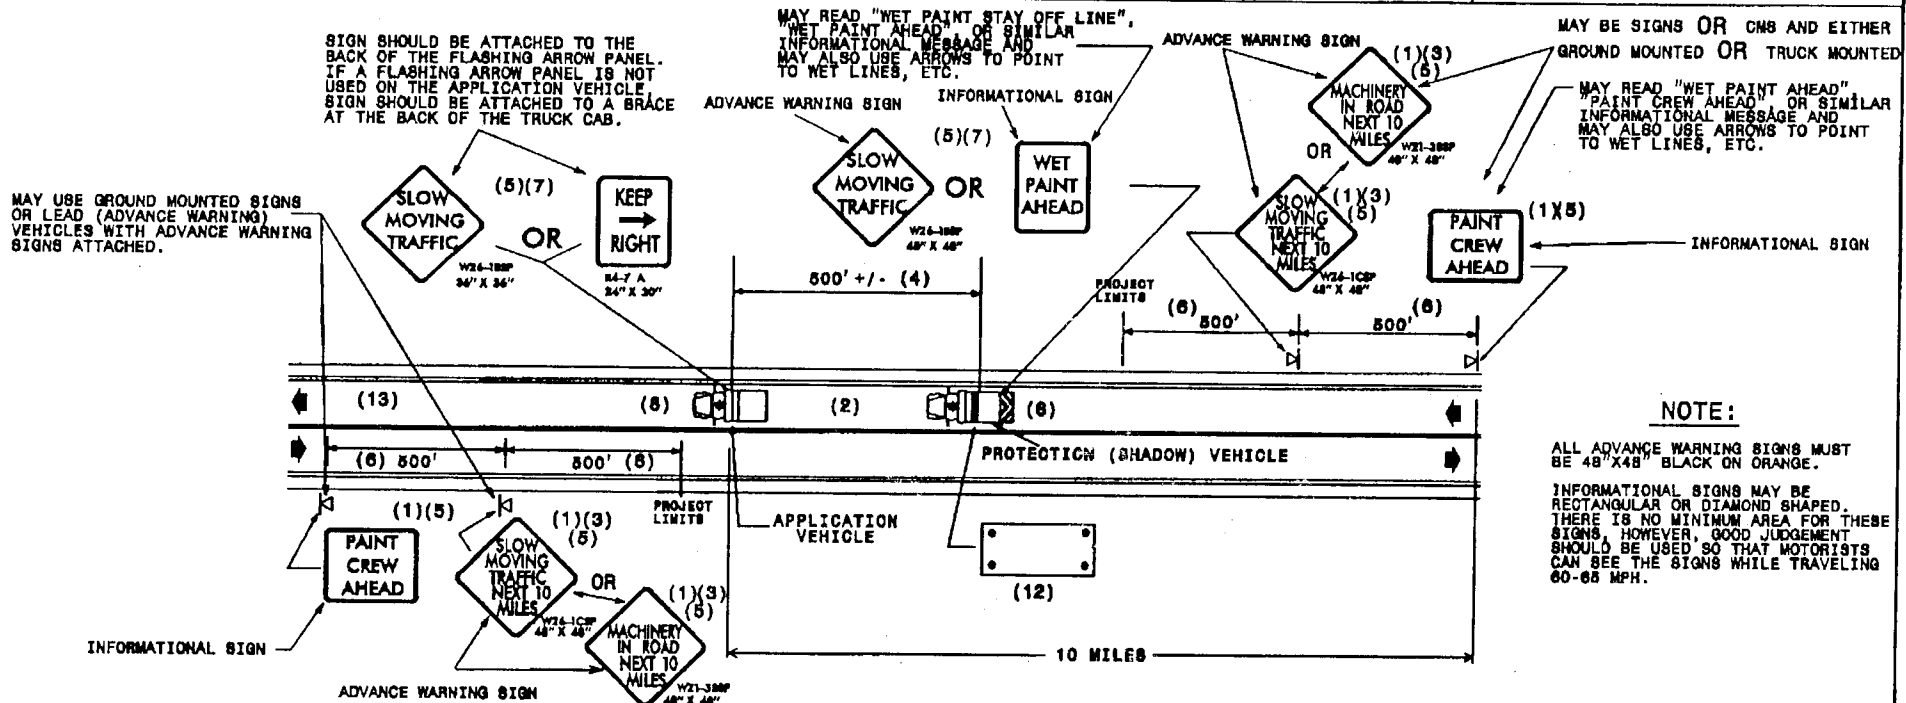 SIGN SHOULD BE ATTACHED TO THE
BACK OF THE FLASHING ARROW PANEL.
IF A FLASHING ARROW PANEL IS NOT
USED ON THE APPLICATION VEHICLE,
SIGN SHOULD BE ATTACHED TO A BRACE
AT THE BACK OF THE TRUCK CAB.
MAY READ "WET PAINT STAY OFF LINE",
"WET PAINT AHEAD", OR SIMILAR
INFORMATIONAL MESSAGE AND
MAY ALSO USE ARROWS TO POINT
TO WET LINES, ETC.
ADVANCE WARNING SIGN
MAY BE SIGNS OR CMS AND EITHER
GROUND MOUNTED OR TRUCK MOUNTED
(1)(3)
(5)
MACHINERY
IN ROAD
NEXT 10
MILES
48" X 48"
MAY READ "WET PAINT AHEAD",
"PAINT CREW AHEAD", OR SIMILAR
INFORMATIONAL MESSAGE AND
MAY ALSO USE ARROWS TO POINT
TO WET LINES, ETC.
ADVANCE WARNING SIGN
INFORMATIONAL SIGN
(5)(7)
SLOW
MOVING
TRAFFIC
OR
WET
PAINT
AHEAD
48" X 48"
OR
MAY USE GROUND MOUNTED SIGNS
OR LEAD (ADVANCE WARNING)
VEHICLES WITH ADVANCE WARNING
SIGNS ATTACHED.
SLOW
MOVING
TRAFFIC
(5)(7)
OR
KEEP
RIGHT
36" X 36"
R4-7 A
24" X 30"
SLOW
MOVING
TRAFFIC
NEXT 10
MILES
(1)(3)
(5)
48" X 48"
PAINT
CREW
AHEAD
(1)(5)
INFORMATIONAL SIGN
500' +/- (4)
PROJECT
LIMITS
(6)
500'
(6)
500'
(13)
(8)
(2)
(6)
PROTECTION (SHADOW) VEHICLE
(6) 500'
500' (6)
PROJECT
LIMITS
APPLICATION
VEHICLE
(12)
NOTE:
ALL ADVANCE WARNING SIGNS MUST
BE 48"X48" BLACK ON ORANGE.
INFORMATIONAL SIGNS MAY BE
RECTANGULAR OR DIAMOND SHAPED.
THERE IS NO MINIMUM AREA FOR THESE
SIGNS, HOWEVER, GOOD JUDGEMENT
SHOULD BE USED SO THAT MOTORISTS
CAN SEE THE SIGNS WHILE TRAVELING
60-65 MPH.
(1)(5)
PAINT
CREW
AHEAD
(1)(3)
(5)
SLOW
MOVING
TRAFFIC
NEXT 10
MILES
48" X 48"
OR
(1)(3)
(5)
MACHINERY
IN ROAD
NEXT 10
MILES
48" X 48"
INFORMATIONAL SIGN
ADVANCE WARNING SIGN
10 MILES